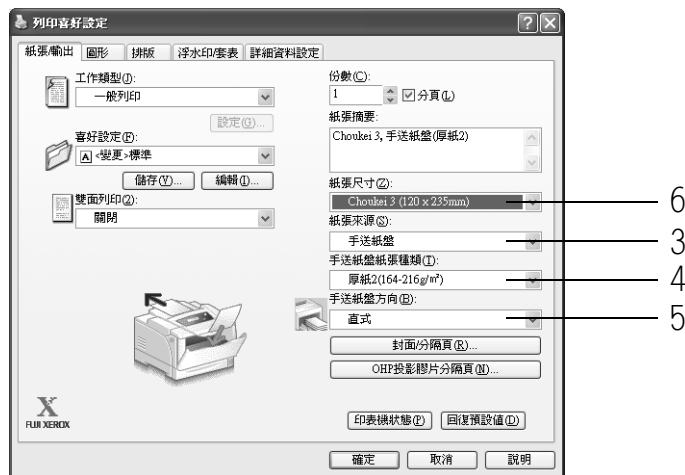 列印喜好設定
紙張/輸出 圖形 排版 浮水印/套表 詳細資料設定
工作類型(J):
一般列印
設定(G)...
喜好設定(F):
A <變更>標準
儲存(V)... 編輯(I)...
雙面列印(2):
關閉
份數(C):
1 分頁(L)
紙張摘要:
Choukei 3, 手送紙盤(厚紙2)
紙張尺寸(Z):
Choukei 3 (120 x 235mm)
6
紙張來源(S):
手送紙盤
3
手送紙盤紙張種類(T):
厚紙2(164-216g/m²)
4
手送紙盤方向(B):
直式
5
封面/分隔頁(R)...
OHP投影膠片分隔頁(N)...
X
FUJI XEROX
印表機狀態(P) 回復預設值(D)
確定 取消 說明